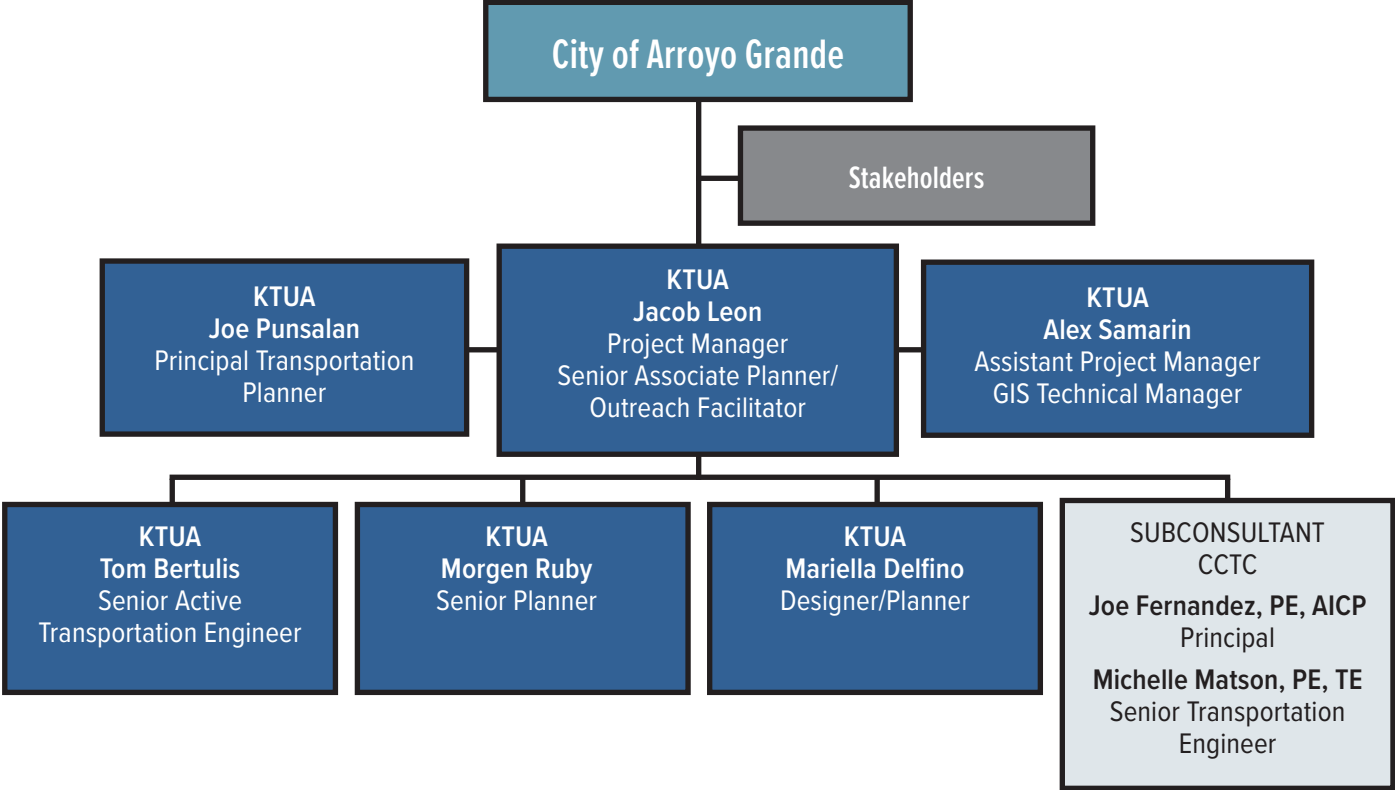 City of Arroyo Grande
Stakeholders
KTUA
Joe Punsalan
Principal Transportation
Planner
KTUA
Jacob Leon
Project Manager
Senior Associate Planner/
Outreach Facilitator
KTUA
Alex Samarin
Assistant Project Manager
GIS Technical Manager
KTUA
Tom Bertulis
Senior Active
Transportation Engineer
KTUA
Morgen Ruby
Senior Planner
KTUA
Mariella Delfino
Designer/Planner
SUBCONSULTANT
CCTC
Joe Fernandez, PE, AICP
Principal
Michelle Matson, PE, TE
Senior Transportation
Engineer